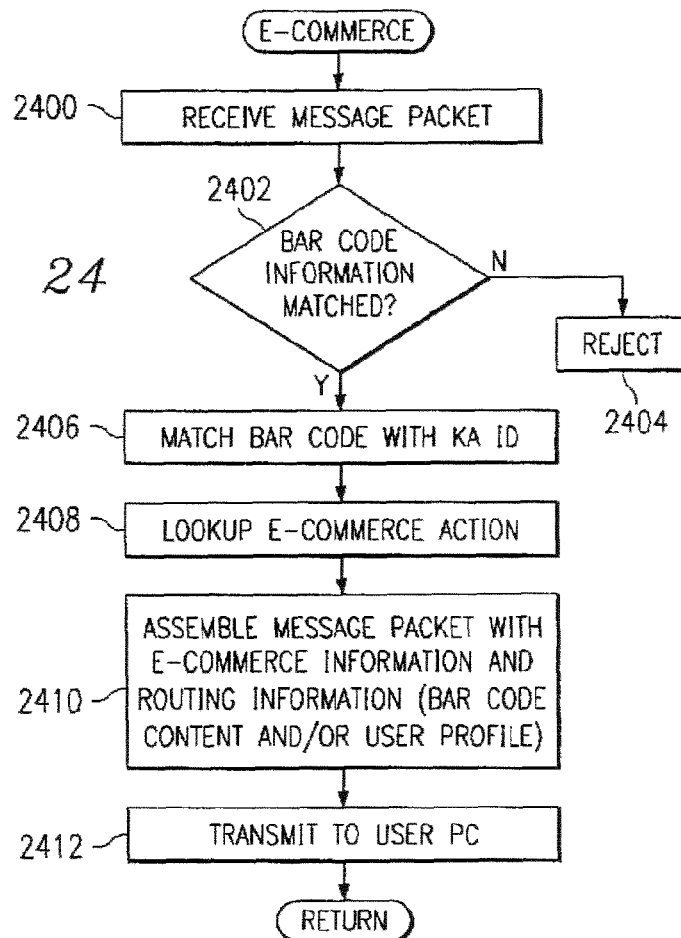 E-COMMERCE
2400
RECEIVE MESSAGE PACKET
2402
24
BAR CODE
INFORMATION
MATCHED?
N
REJECT
2404
Y
2406
MATCH BAR CODE WITH KA ID
2408
LOOKUP E-COMMERCE ACTION
2410
ASSEMBLE MESSAGE PACKET WITH
E-COMMERCE INFORMATION AND
ROUTING INFORMATION (BAR CODE
CONTENT AND/OR USER PROFILE)
2412
TRANSMIT TO USER PC
RETURN